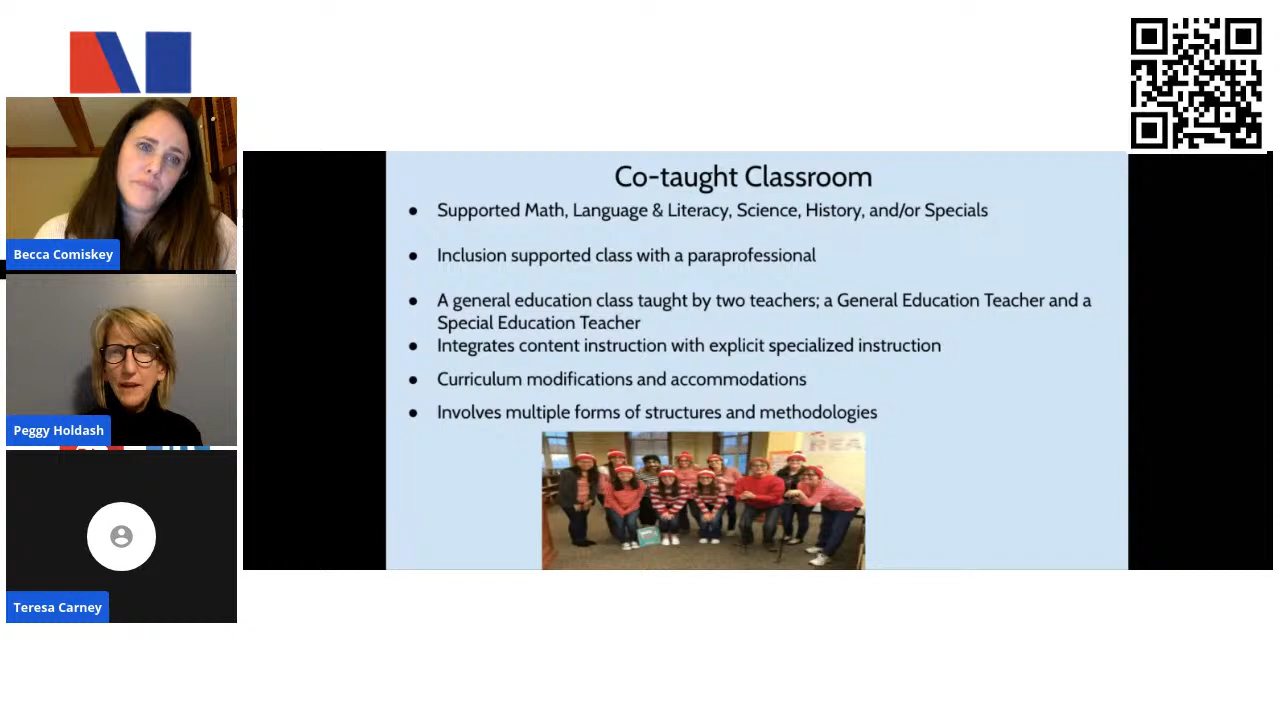 Becca Comiskey
Peggy Holdash
Teresa Carney
Co-taught Classroom
● Supported Math, Language & Literacy, Science, History, and/or Specials
● Inclusion supported class with a paraprofessional
● A general education class taught by two teachers; a General Education Teacher and a
Special Education Teacher
● Integrates content instruction with explicit specialized instruction
● Curriculum modifications and accommodations
● Involves multiple forms of structures and methodologies